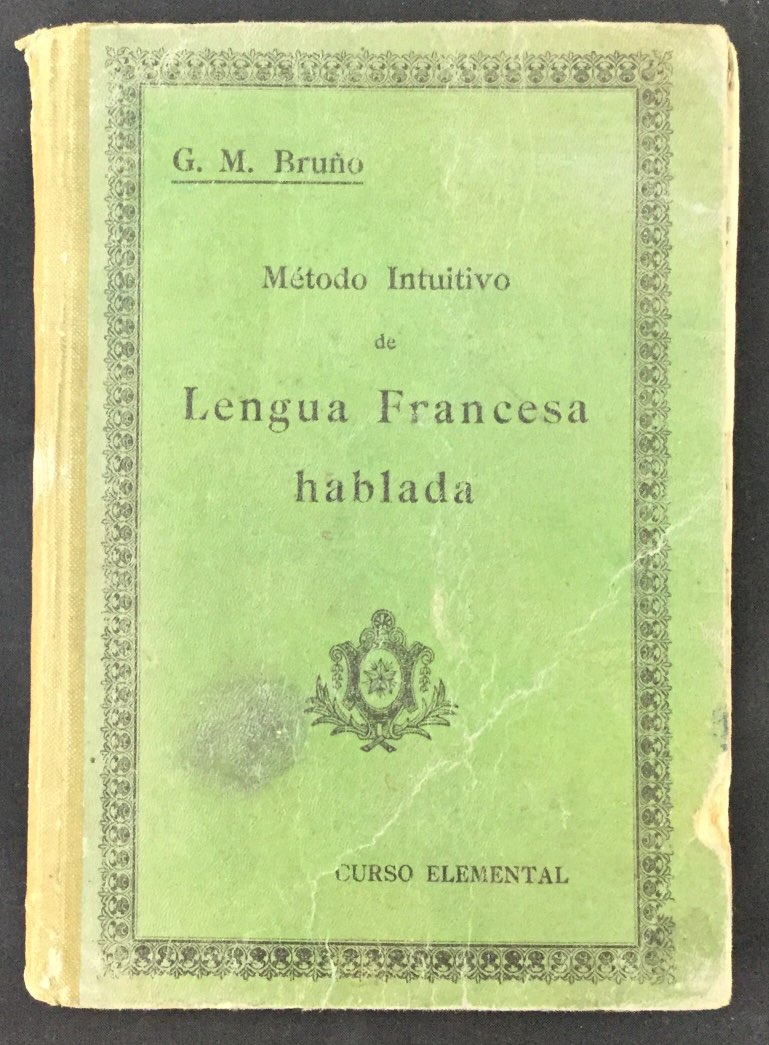 G. M. Bruño
Método Intuitivo
de
Lengua Francesa
hablada
CURSO ELEMENTAL